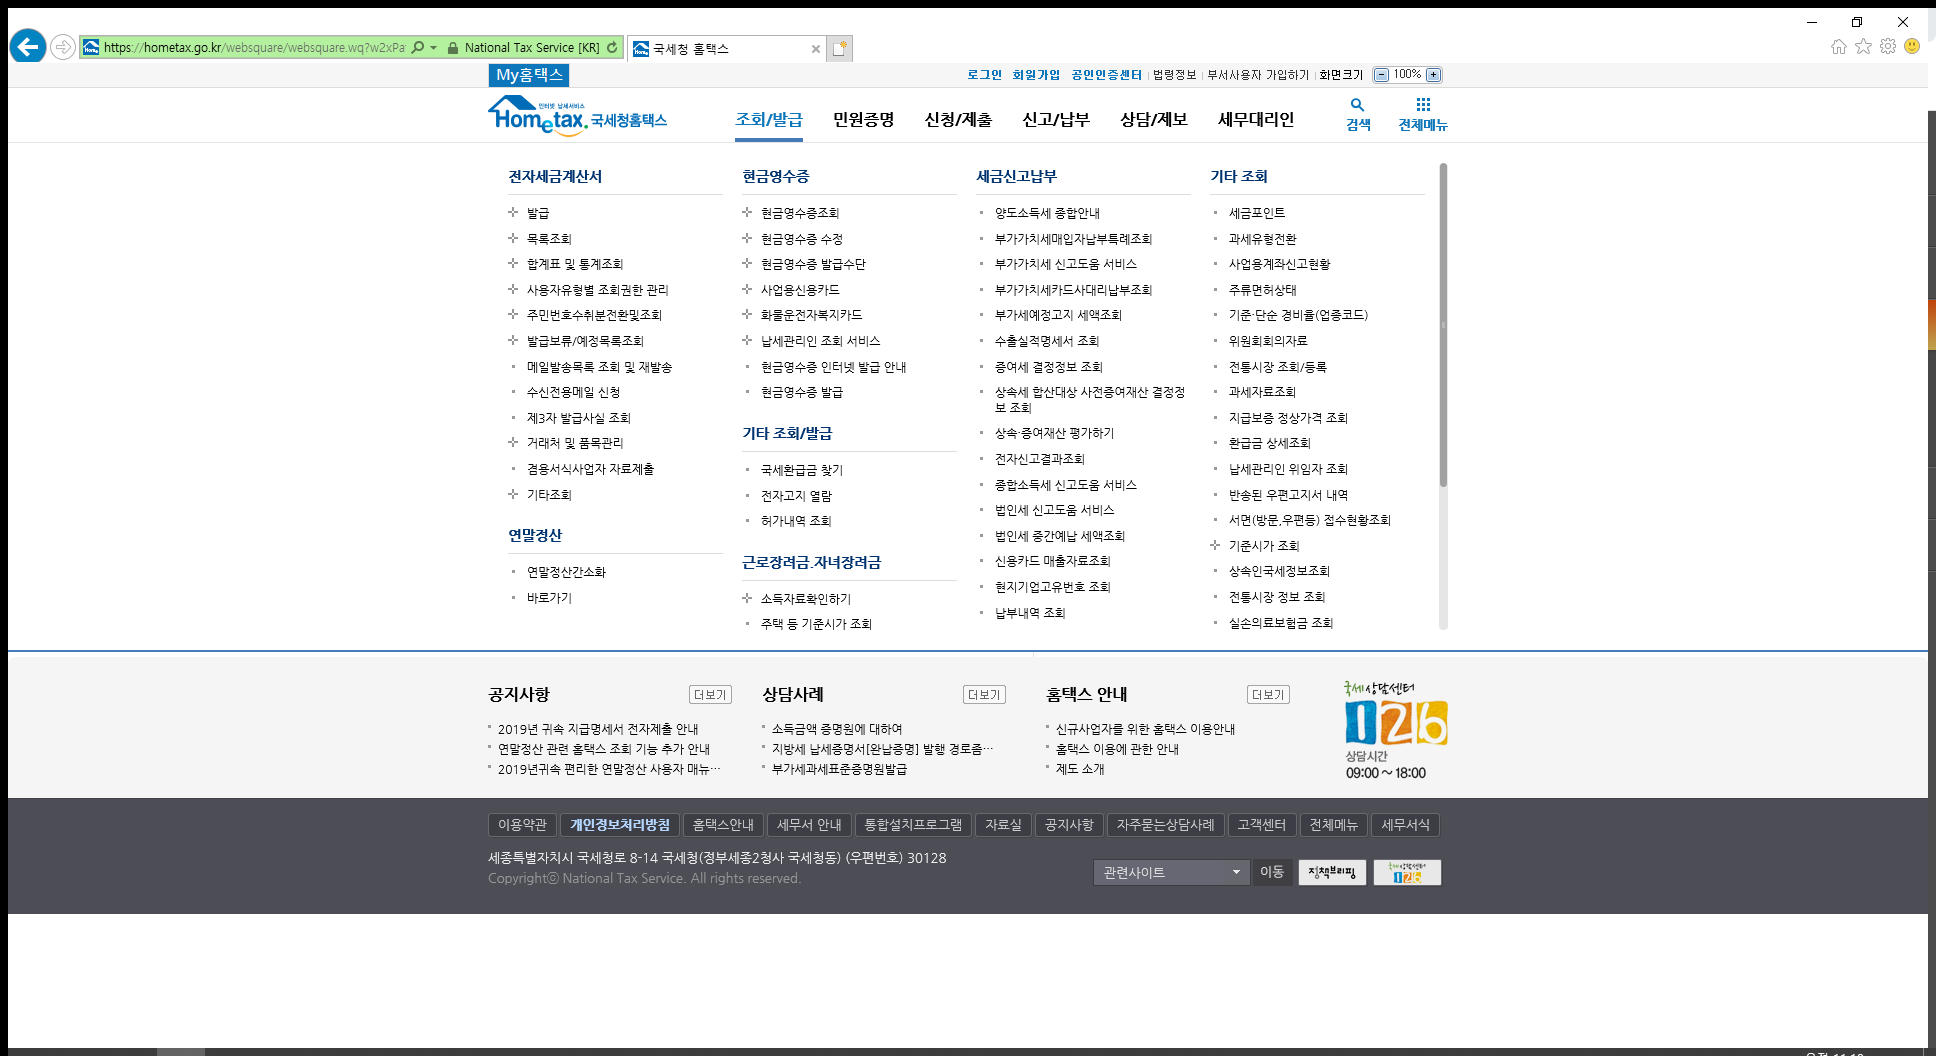 https://hometax.go.kr/websquare/websquare.wq?w2xPa
National Tax Service [KR]
국세청 홈택스
My홈택스
로그인 회원가입 공인인증센터 법령정보 부서사용자 가입하기 화면크기 100%
인터넷 납세서비스
Hometax. 국세청홈택스
조회/발급 민원증명 신청/제출 신고/납부 상담/제보 세무대리인
검색 전체메뉴
전자세금계산서
발급
목록조회
합계표 및 통계조회
사용자유형별 조회권한 관리
주민번호수취분전환및조회
발급보류/예정목록조회
메일발송목록 조회 및 재발송
수신전용메일 신청
제3자 발급사실 조회
거래처 및 품목관리
겸용서식사업자 자료제출
기타조회
연말정산
연말정산간소화
바로가기
현금영수증
현금영수증조회
현금영수증 수정
현금영수증 발급수단
사업용신용카드
화물운전자복지카드
납세관리인 조회 서비스
현금영수증 인터넷 발급 안내
현금영수증 발급
기타 조회/발급
국세환급금 찾기
전자고지 열람
허가내역 조회
근로장려금.자녀장려금
소득자료확인하기
주택 등 기준시가 조회
세금신고납부
양도소득세 종합안내
부가가치세매입자납부특례조회
부가가치세 신고도움 서비스
부가가치세카드사대리납부조회
부가세예정고지 세액조회
수출실적명세서 조회
증여세 결정정보 조회
상속세 합산대상 사전증여재산 결정정
보 조회
상속·증여재산 평가하기
전자신고결과조회
종합소득세 신고도움 서비스
법인세 신고도움 서비스
법인세 중간예납 세액조회
신용카드 매출자료조회
현지기업고유번호 조회
납부내역 조회
기타 조회
세금포인트
과세유형전환
사업용계좌신고현황
주류면허상태
기준·단순 경비율(업종코드)
위원회회의자료
전통시장 조회/등록
과세자료조회
지급보증 정상가격 조회
환급금 상세조회
납세관리인 위임자 조회
반송된 우편고지서 내역
서면(방문,우편등) 접수현황조회
기준시가 조회
상속인국세정보조회
전통시장 정보 조회
실손의료보험금 조회
공지사항 더보기
2019년 귀속 지급명세서 전자제출 안내
연말정산 관련 홈택스 조회 기능 추가 안내
2019년귀속 편리한 연말정산 사용자 매뉴…
상담사례 더보기
소득금액 증명원에 대하여
지방세 납세증명서[완납증명] 발행 경로좀…
부가세과세표준증명원발급
홈택스 안내 더보기
신규사업자를 위한 홈택스 이용안내
홈택스 이용에 관한 안내
제도 소개
국세상담센터
126
상담시간
09:00~18:00
이용약관 개인정보처리방침 홈택스안내 세무서 안내 통합설치프로그램 자료실 공지사항 자주묻는상담사례 고객센터 전체메뉴 세무서식
세종특별자치시 국세청로 8-14 국세청(정부세종2청사 국세청동) (우편번호) 30128
Copyrightⓒ National Tax Service. All rights reserved.
관련사이트 이동 정책브리핑 국세상담센터 126